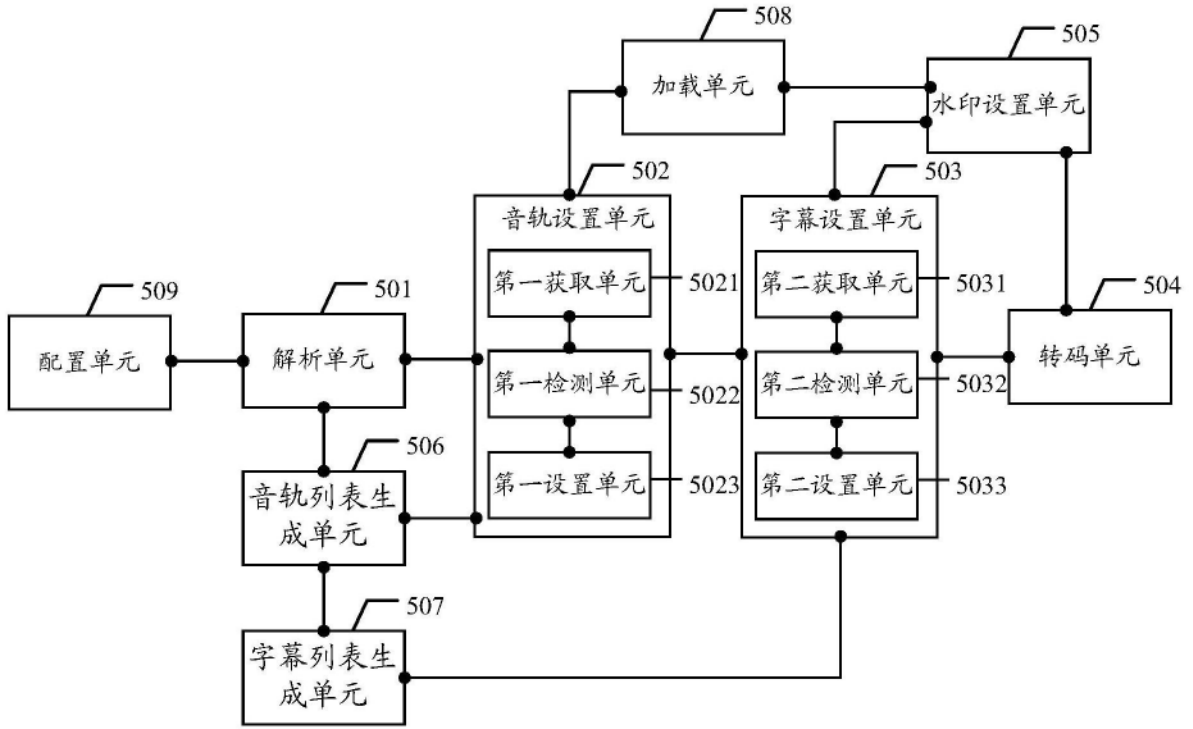 508
加载单元
505
水印设置单元
502
音轨设置单元
503
字幕设置单元
第一获取单元
5021
第二获取单元
5031
509
配置单元
501
解析单元
504
转码单元
第一检测单元
5022
第二检测单元
5032
506
音轨列表生
成单元
第一设置单元
5023
第二设置单元
5033
507
字幕列表生
成单元